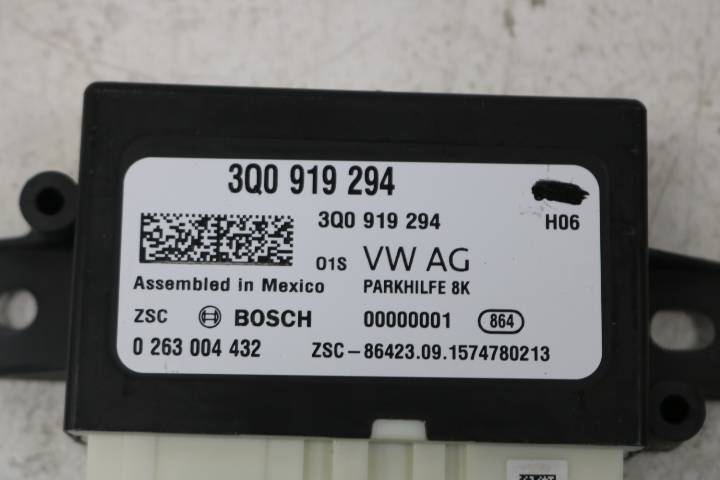 3Q0 919 294
3Q0 919 294
H06
01S VW AG
Assembled in Mexico PARKHILFE 8K
ZSC BOSCH 00000001 864
0 263 004 432 ZSC-86423.09.1574780213